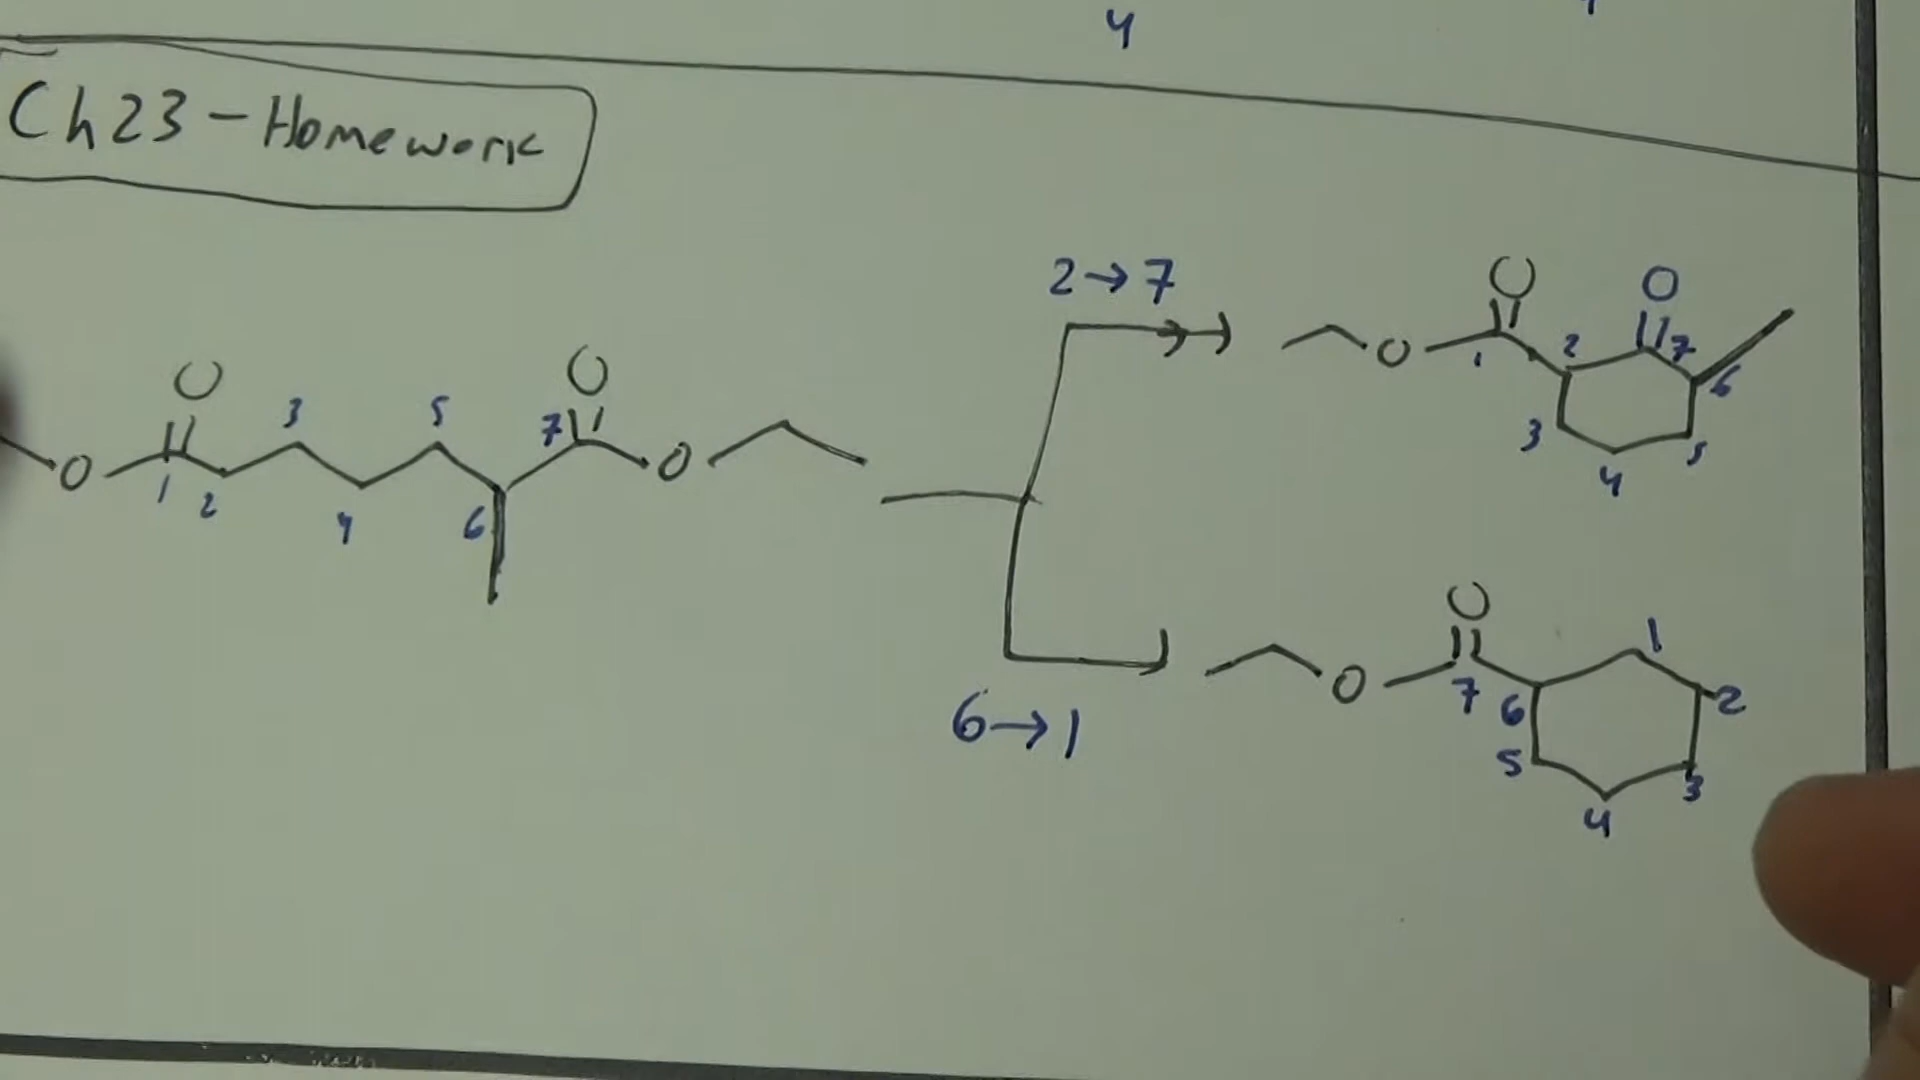 4
Ch23-Homework
2→7
O O
1 2 7 6
3 4 5
O O
3 5 7
O O
1 2 4 6
6→1
O
1
O 7 6 2
5 3
4